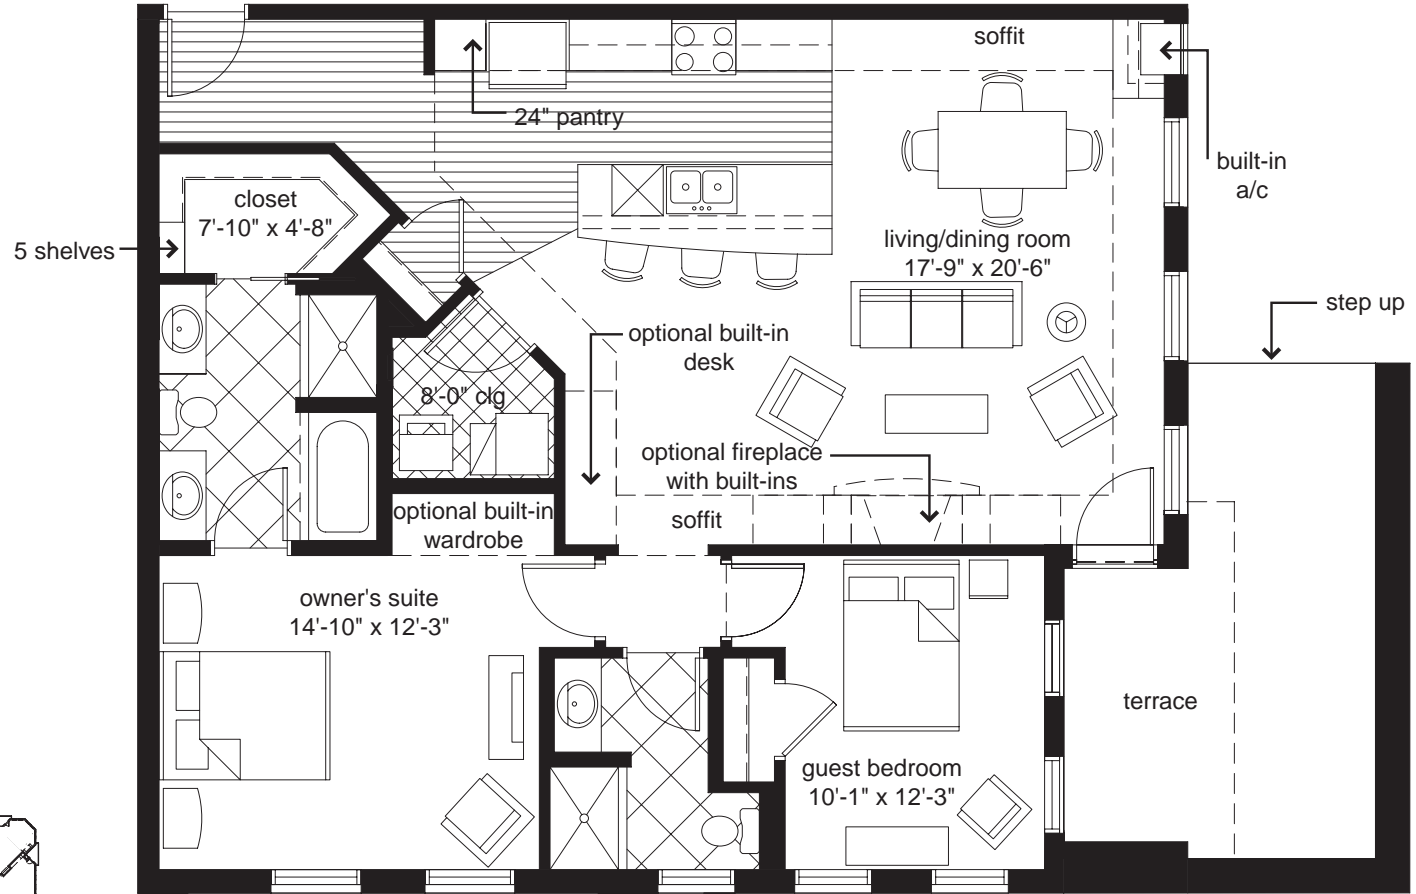 soffit
24" pantry
built-in
a/c
closet
7'-10" x 4'-8"
5 shelves
living/dining room
17'-9" x 20'-6"
step up
optional built-in
desk
8'-0" clg
optional fireplace
with built-ins
optional built-in
wardrobe
soffit
owner's suite
14'-10" x 12'-3"
terrace
guest bedroom
10'-1" x 12'-3"